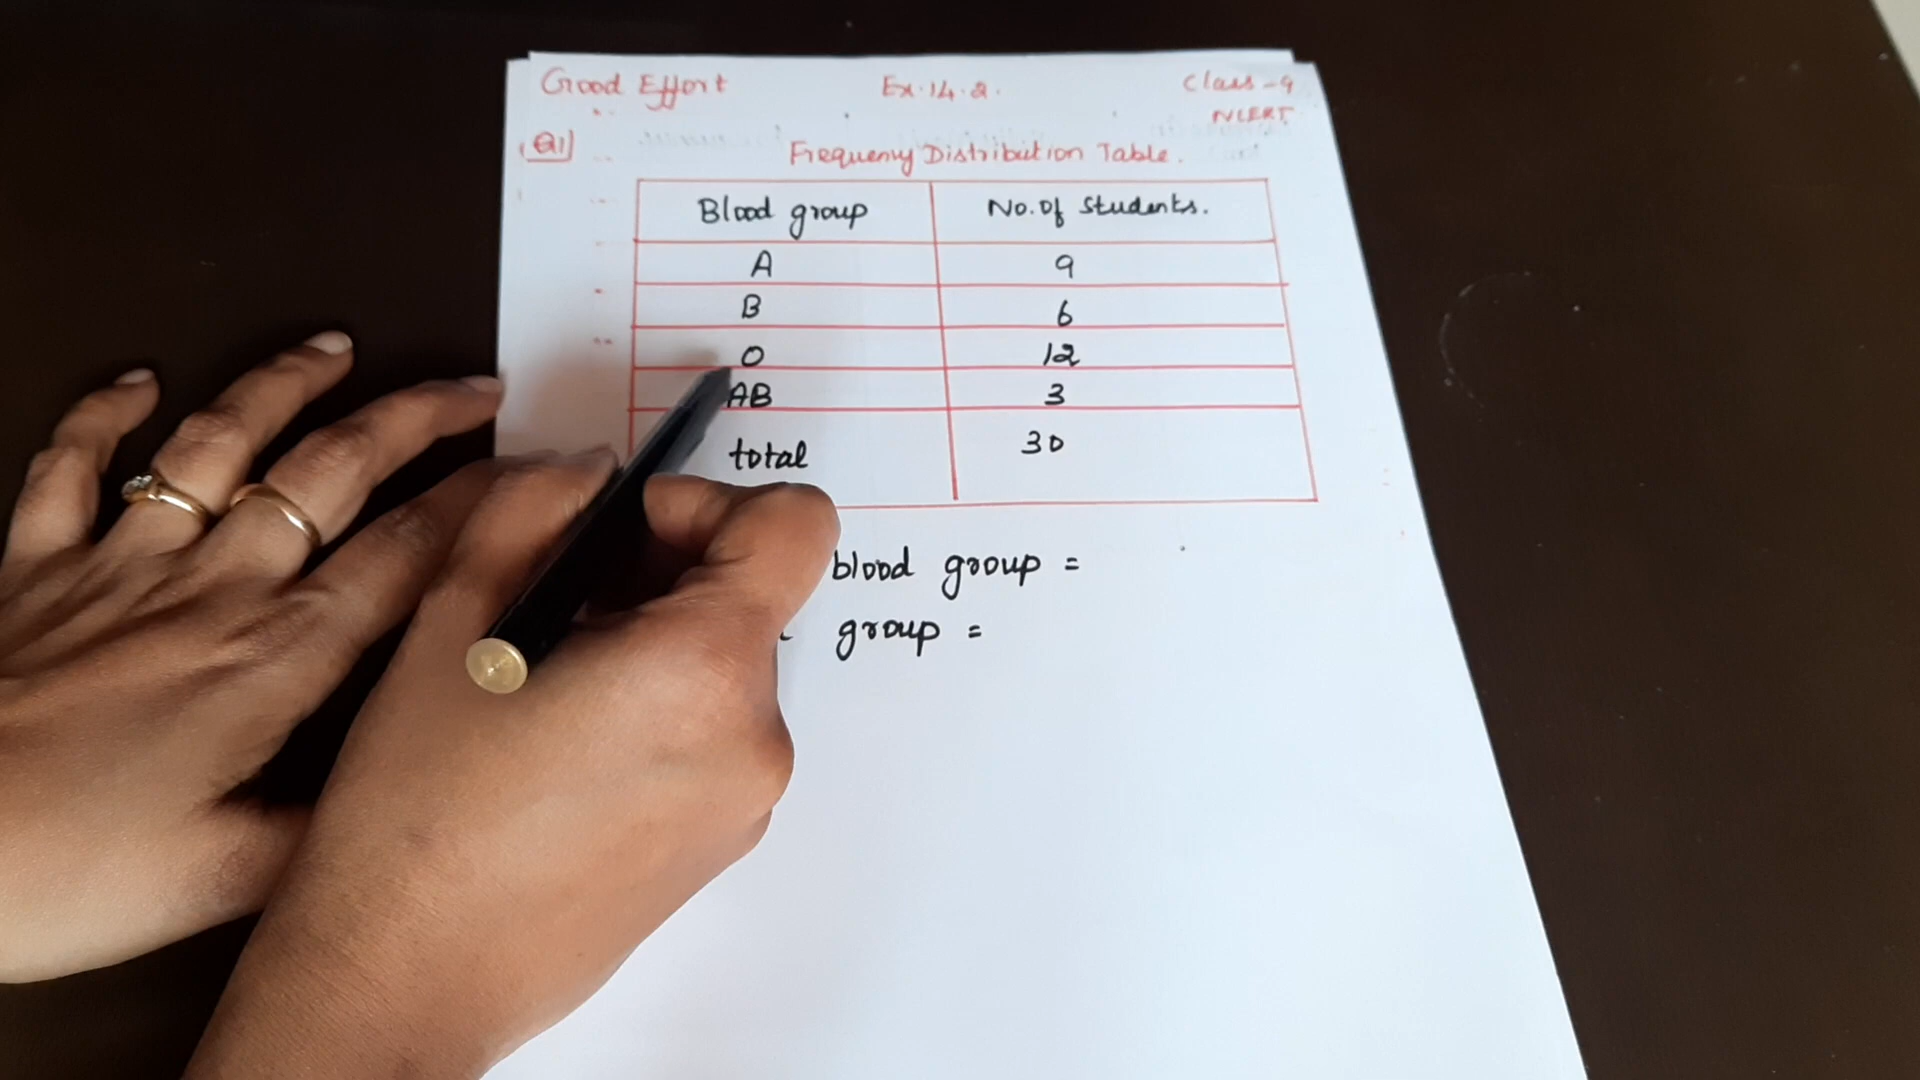 Good Effort Ex.14.2. Class-9
NCERT
Q1 Frequency Distribution Table.
Blood group No. Of Students.
A 9
B 6
O 12
AB 3
total 30
blood group =
group =